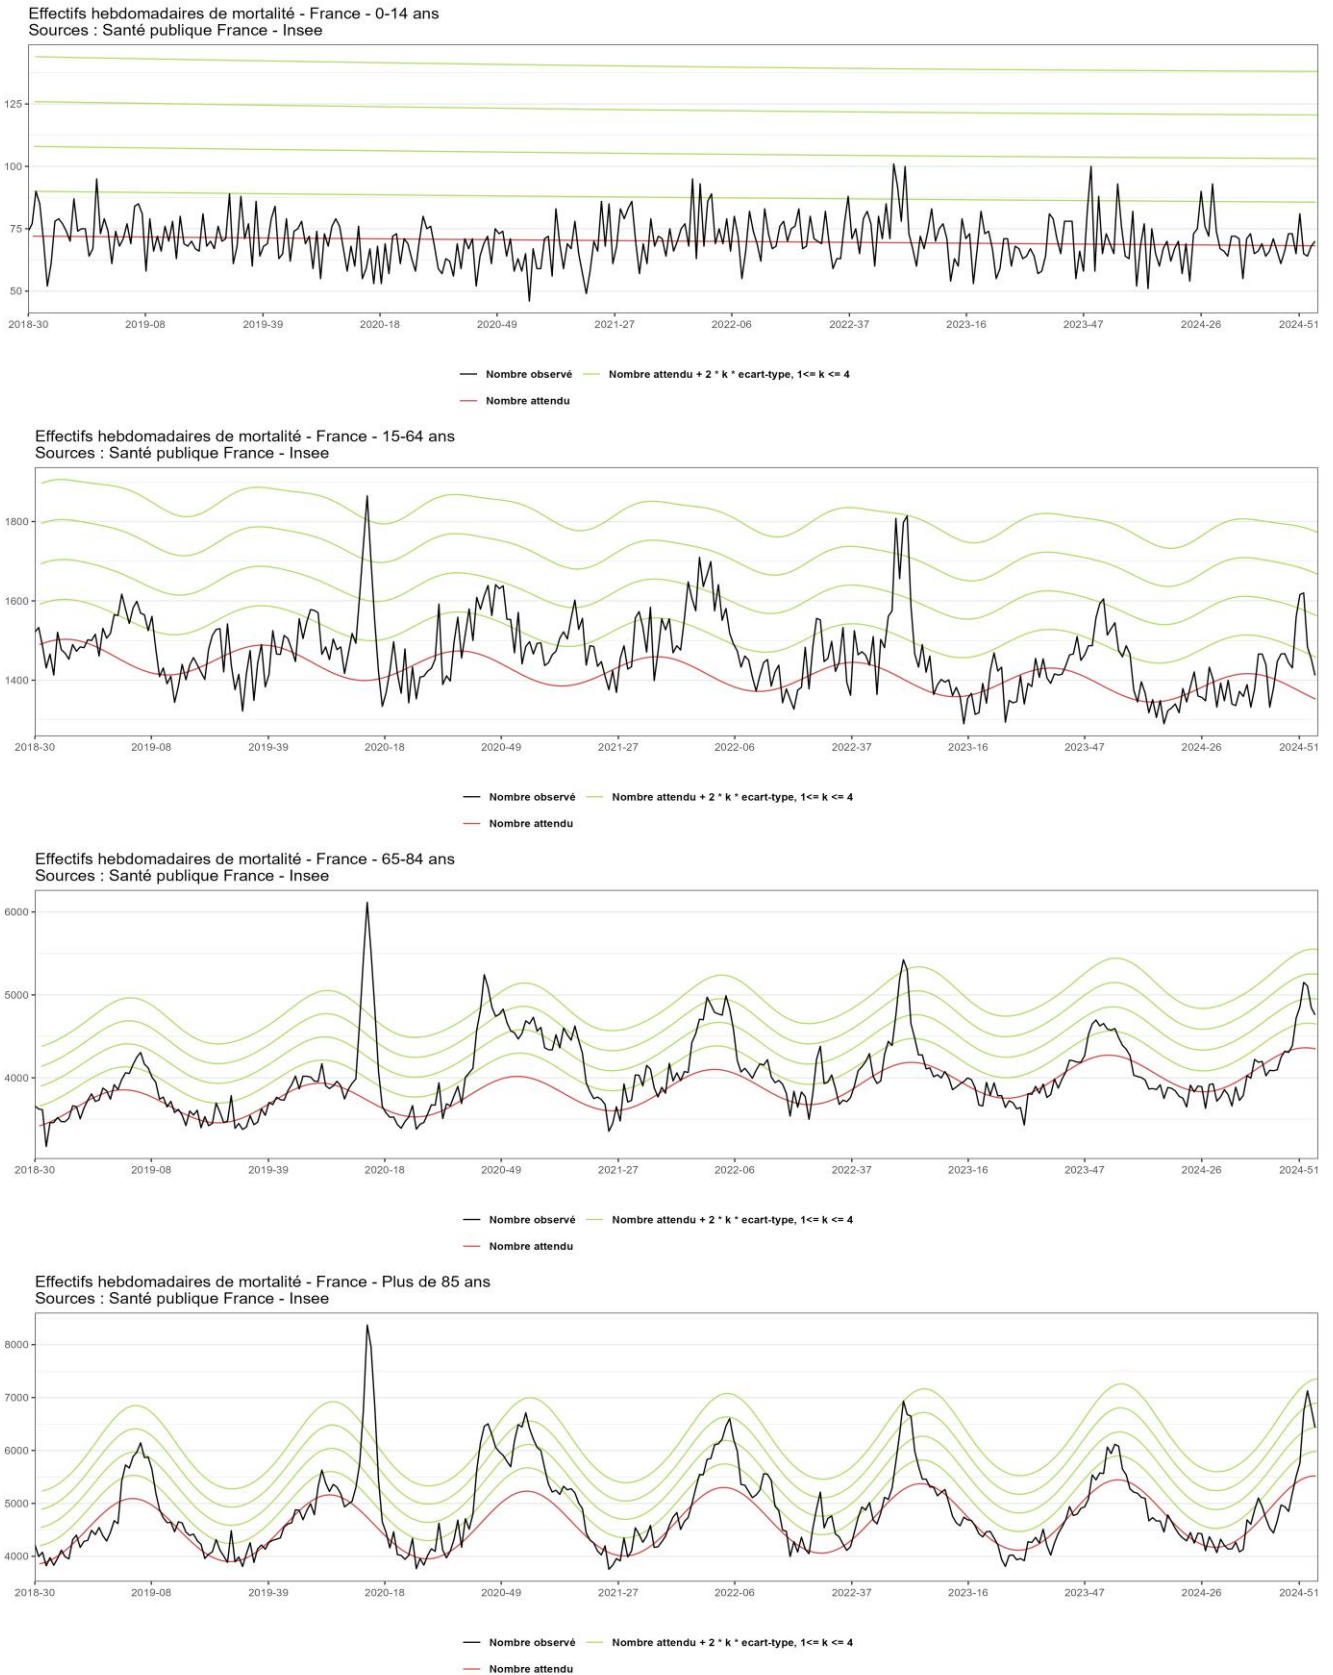 Effectifs hebdomadaires de mortalité - France - 0-14 ans
Sources : Santé publique France - Insee
125
100
75
50
2018-30 2019-08 2019-39 2020-18 2020-49 2021-27 2022-06 2022-37 2023-16 2023-47 2024-26 2024-51
Nombre observé Nombre attendu + 2 * k * ecart-type, 1<= k <= 4
Nombre attendu
Effectifs hebdomadaires de mortalité - France - 15-64 ans
Sources : Santé publique France - Insee
1800
1600
1400
2018-30 2019-08 2019-39 2020-18 2020-49 2021-27 2022-06 2022-37 2023-16 2023-47 2024-26 2024-51
Nombre observé Nombre attendu + 2 * k * ecart-type, 1<= k <= 4
Nombre attendu
Effectifs hebdomadaires de mortalité - France - 65-84 ans
Sources : Santé publique France - Insee
6000
5000
4000
2018-30 2019-08 2019-39 2020-18 2020-49 2021-27 2022-06 2022-37 2023-16 2023-47 2024-26 2024-51
Nombre observé Nombre attendu + 2 * k * ecart-type, 1<= k <= 4
Nombre attendu
Effectifs hebdomadaires de mortalité - France - Plus de 85 ans
Sources : Santé publique France - Insee
8000
7000
6000
5000
4000
2018-30 2019-08 2019-39 2020-18 2020-49 2021-27 2022-06 2022-37 2023-16 2023-47 2024-26 2024-51
Nombre observé Nombre attendu + 2 * k * ecart-type, 1<= k <= 4
Nombre attendu